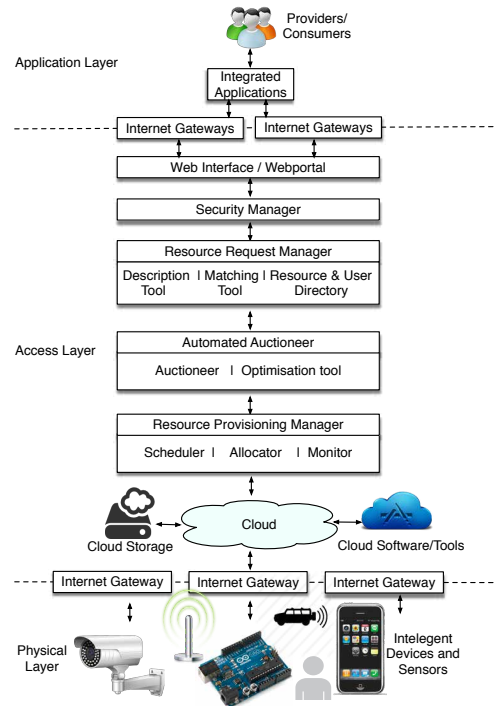 Providers/
Consumers
Application Layer
Integrated
Applications
Internet Gateways
Internet Gateways
Web Interface / Webportal
Security Manager
Resource Request Manager
Description | Matching | Resource & User
Tool Tool Directory
Access Layer
Automated Auctioneer
Auctioneer | Optimisation tool
Resource Provisioning Manager
Scheduler | Allocator | Monitor
Cloud
Cloud Storage
Cloud Software/Tools
Internet Gateway
Internet Gateway
Internet Gateway
Physical
Layer
Intelegent
Devices and
Sensors